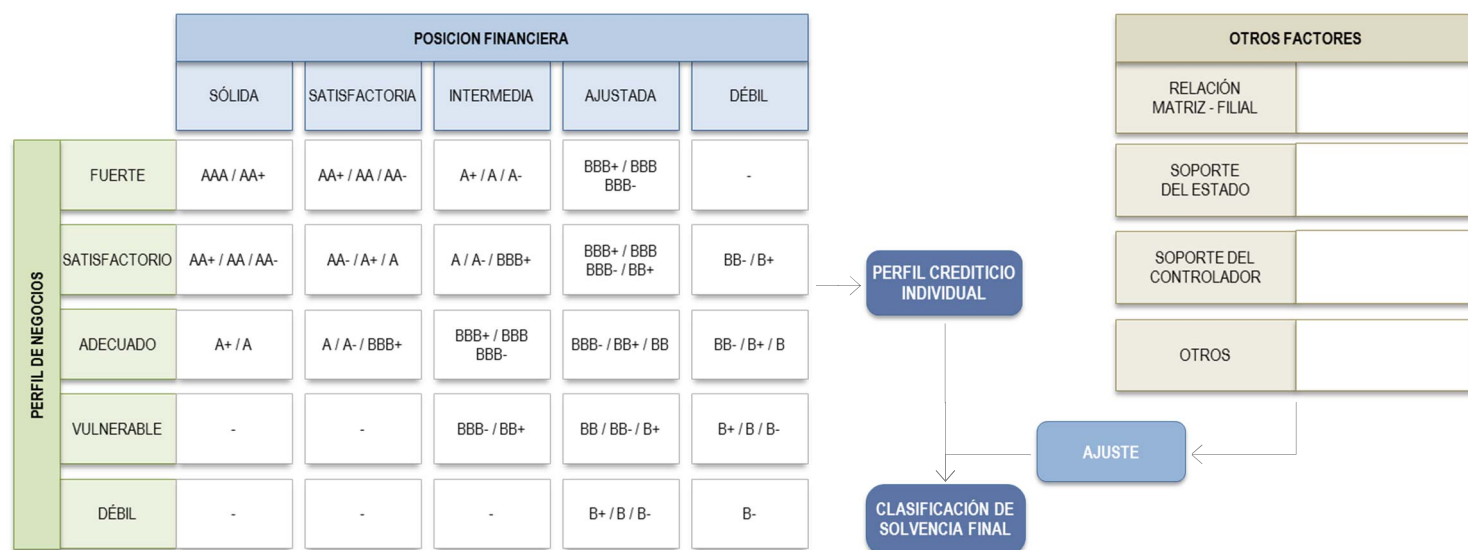 POSICION FINANCIERA
SÓLIDA
SATISFACTORIA
INTERMEDIA
AJUSTADA
DÉBIL
PERFIL DE NEGOCIOS
FUERTE
AAA / AA+
AA+ / AA / AA-
A+ / A / A-
BBB+ / BBB
BBB-
-
SATISFACTORIO
AA+ / AA / AA-
AA- / A+ / A
A / A- / BBB+
BBB+ / BBB
BBB- / BB+
BB- / B+
ADECUADO
A+ / A
A / A- / BBB+
BBB+ / BBB
BBB-
BBB- / BB+ / BB
BB- / B+ / B
VULNERABLE
-
-
BBB- / BB+
BB / BB- / B+
B+ / B / B-
DÉBIL
-
-
-
B+ / B / B-
B-
PERFIL CREDITICIO
INDIVIDUAL
CLASIFICACIÓN DE
SOLVENCIA FINAL
AJUSTE
OTROS FACTORES
RELACIÓN
MATRIZ - FILIAL
SOPORTE
DEL ESTADO
SOPORTE DEL
CONTROLADOR
OTROS